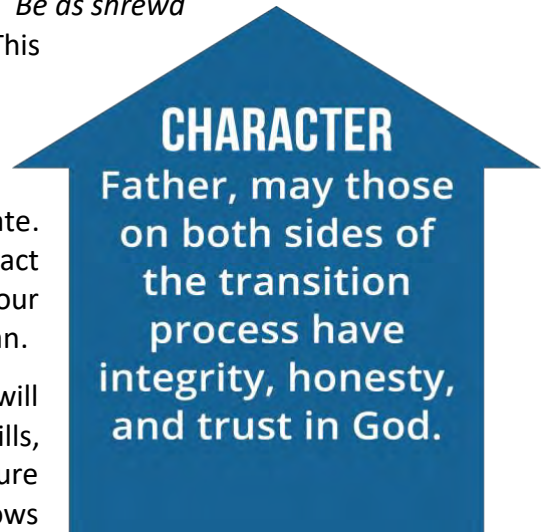 Be as shrewd
This
ate.
act
our
n.
will
ills,
ure
ows
CHARACTER
Father, may those
on both sides of
the transition
process have
integrity, honesty,
and trust in God.